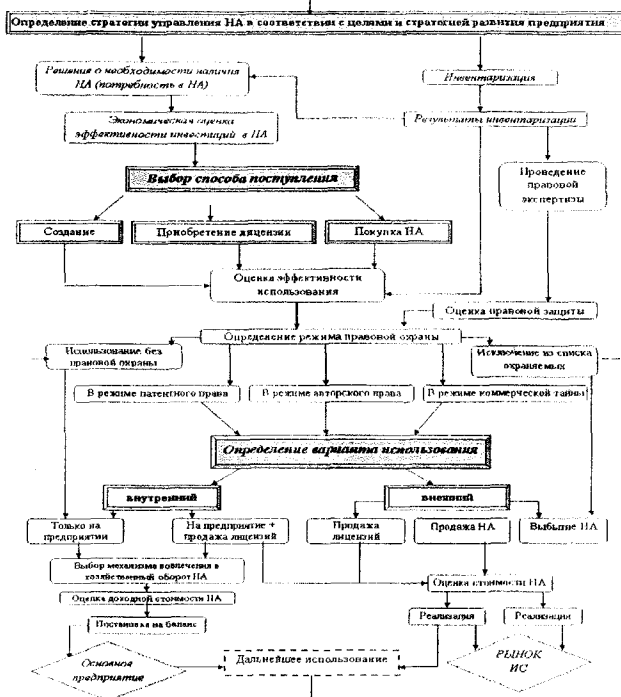 Определение стратегии управления НА в соответствии с целями и стратегией развития предприятия
Решения о необходимости наличия
НА (потребность в НА)
Инвентаризация
Экономическая оценка
эффективности инвестиций в НА
Результаты инвентаризации
Выбор способа поступления
Проведение
правовой
экспертизы
Создание
Приобретение лицензии
Покупка НА
Оценка эффективности
использования
Оценка правовой защиты
Определение режима правовой охраны
Использование без
правовой охраны
Исключение из списка
охраняемых
В режиме патентного права
В режиме авторского права
В режиме коммерческой тайны
Определение варианта использования
внутренний
внешний
Только на
предприятии
На предприятие +
продажа лицензий
Продажа
лицензий
Продажа НА
Выбытие НА
Выбор механизма вовлечения в
хозяйственный оборот НА
Оценка стоимости НА
Оценка доходной стоимости НА
Реализация
Реализация
Постановка на баланс
Основное
предприятие
Дальнейшее использование
РЫНОК
ИС